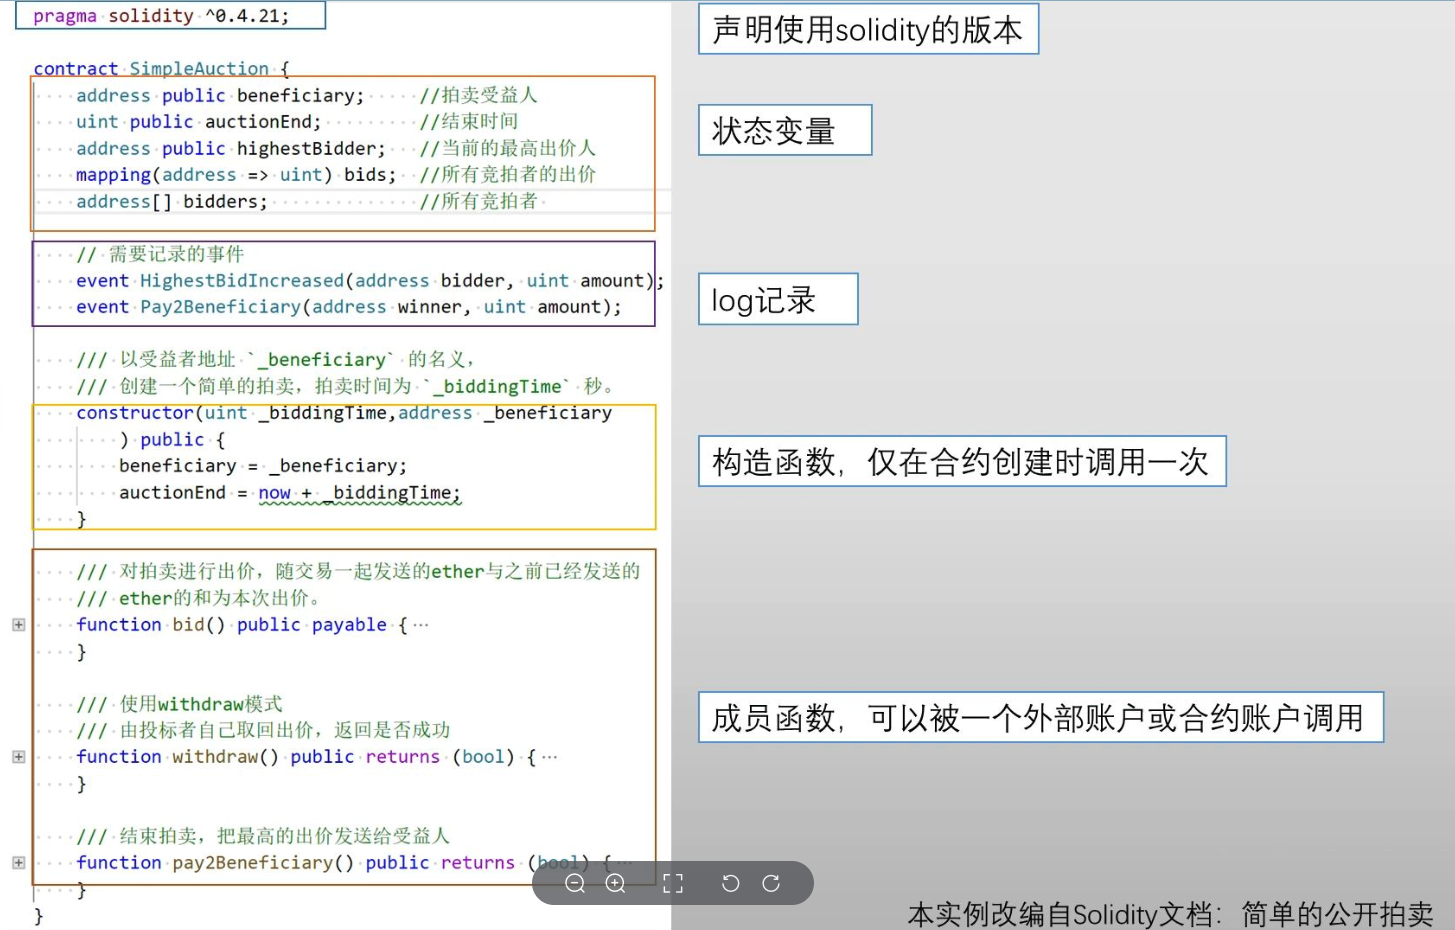 pragma solidity ^0.4.21;
声明使用solidity的版本
contract SimpleAuction {
address public beneficiary; //拍卖受益人
uint public auctionEnd; //结束时间
address public highestBidder; //当前的最高出价人
mapping(address => uint) bids; //所有竞拍者的出价
address[] bidders; //所有竞拍者
状态变量
// 需要记录的事件
event HighestBidIncreased(address bidder, uint amount);
event Pay2Beneficiary(address winner, uint amount);
log记录
/// 以受益者地址 `_beneficiary` 的名义，
/// 创建一个简单的拍卖，拍卖时间为 `_biddingTime` 秒。
constructor(uint _biddingTime,address _beneficiary
) public {
beneficiary = _beneficiary;
auctionEnd = now + _biddingTime;
}
构造函数，仅在合约创建时调用一次
/// 对拍卖进行出价，随交易一起发送的ether与之前已经发送的
/// ether的和为本次出价。
function bid() public payable { ···
}
/// 使用withdraw模式
/// 由投标者自己取回出价，返回是否成功
function withdraw() public returns (bool) { ···
}
成员函数，可以被一个外部账户或合约账户调用
/// 结束拍卖，把最高的出价发送给受益人
function pay2Beneficiary() public returns (bool) { ···
}
}
本实例改编自Solidity文档：简单的公开拍卖